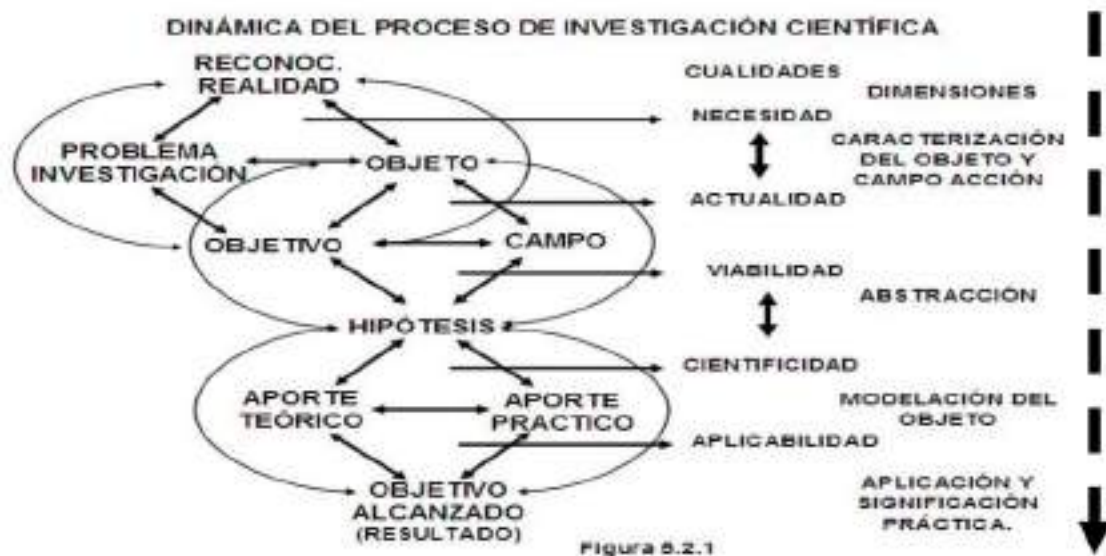 DINÁMICA DEL PROCESO DE INVESTIGACIÓN CIENTÍFICA
RECONOC.
REALIDAD
PROBLEMA
INVESTIGACIÓN
OBJETO
OBJETIVO
CAMPO
HIPÓTESIS
APORTE
TEÓRICO
APORTE
PRACTICO
OBJETIVO
ALCANZADO
(RESULTADO)
CUALIDADES
NECESIDAD
ACTUALIDAD
VIABILIDAD
CIENTIFICIDAD
APLICABILIDAD
DIMENSIONES
CARACTERIZACIÓN
DEL OBJETO Y
CAMPO ACCIÓN
ABSTRACCIÓN
MODELACIÓN DEL
OBJETO
APLICACIÓN Y
SIGNIFICACIÓN
PRÁCTICA.
Figura